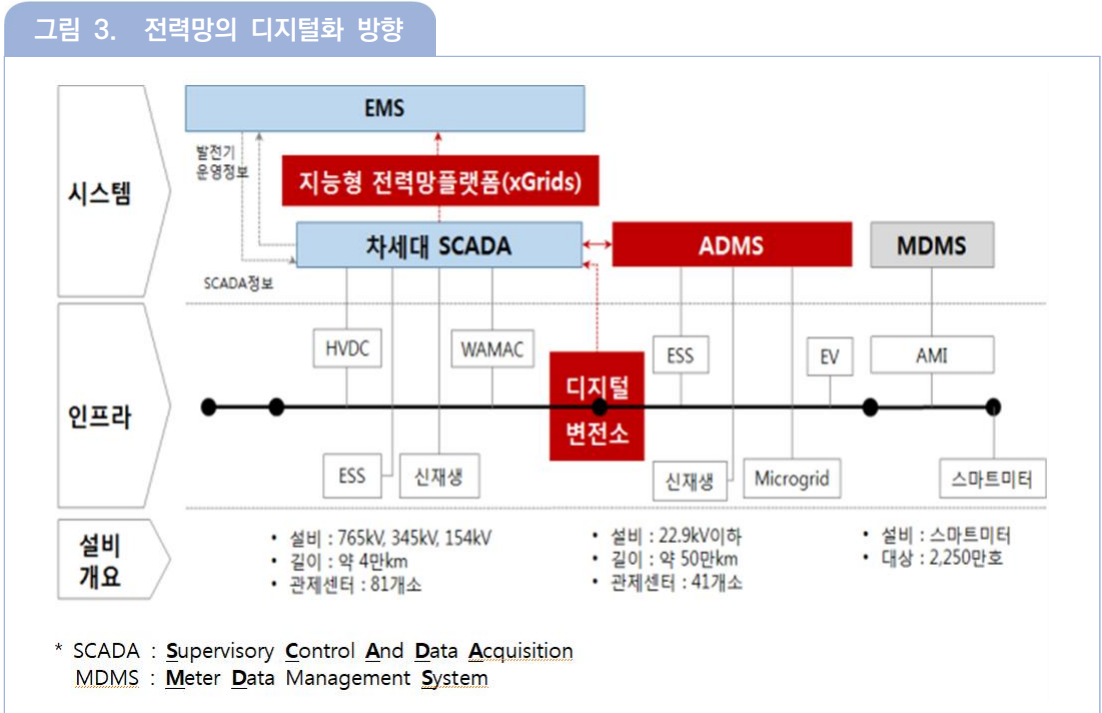 그림 3. 전력망의 디지털화 방향
시스템
EMS
발전기
운영정보
지능형 전력망플랫폼(xGrids)
차세대 SCADA
ADMS
MDMS
SCADA정보
인프라
HVDC
WAMAC
ESS
EV
AMI
디지털
변전소
ESS
신재생
신재생
Microgrid
스마트미터
설비
개요
• 설비 : 765kV, 345kV, 154kV
• 길이 : 약 4만km
• 관제센터 : 81개소
• 설비 : 22.9kV이하
• 길이 : 약 50만km
• 관제센터 : 41개소
• 설비 : 스마트미터
• 대상 : 2,250만호
* SCADA : Supervisory Control And Data Acquisition
MDMS : Meter Data Management System